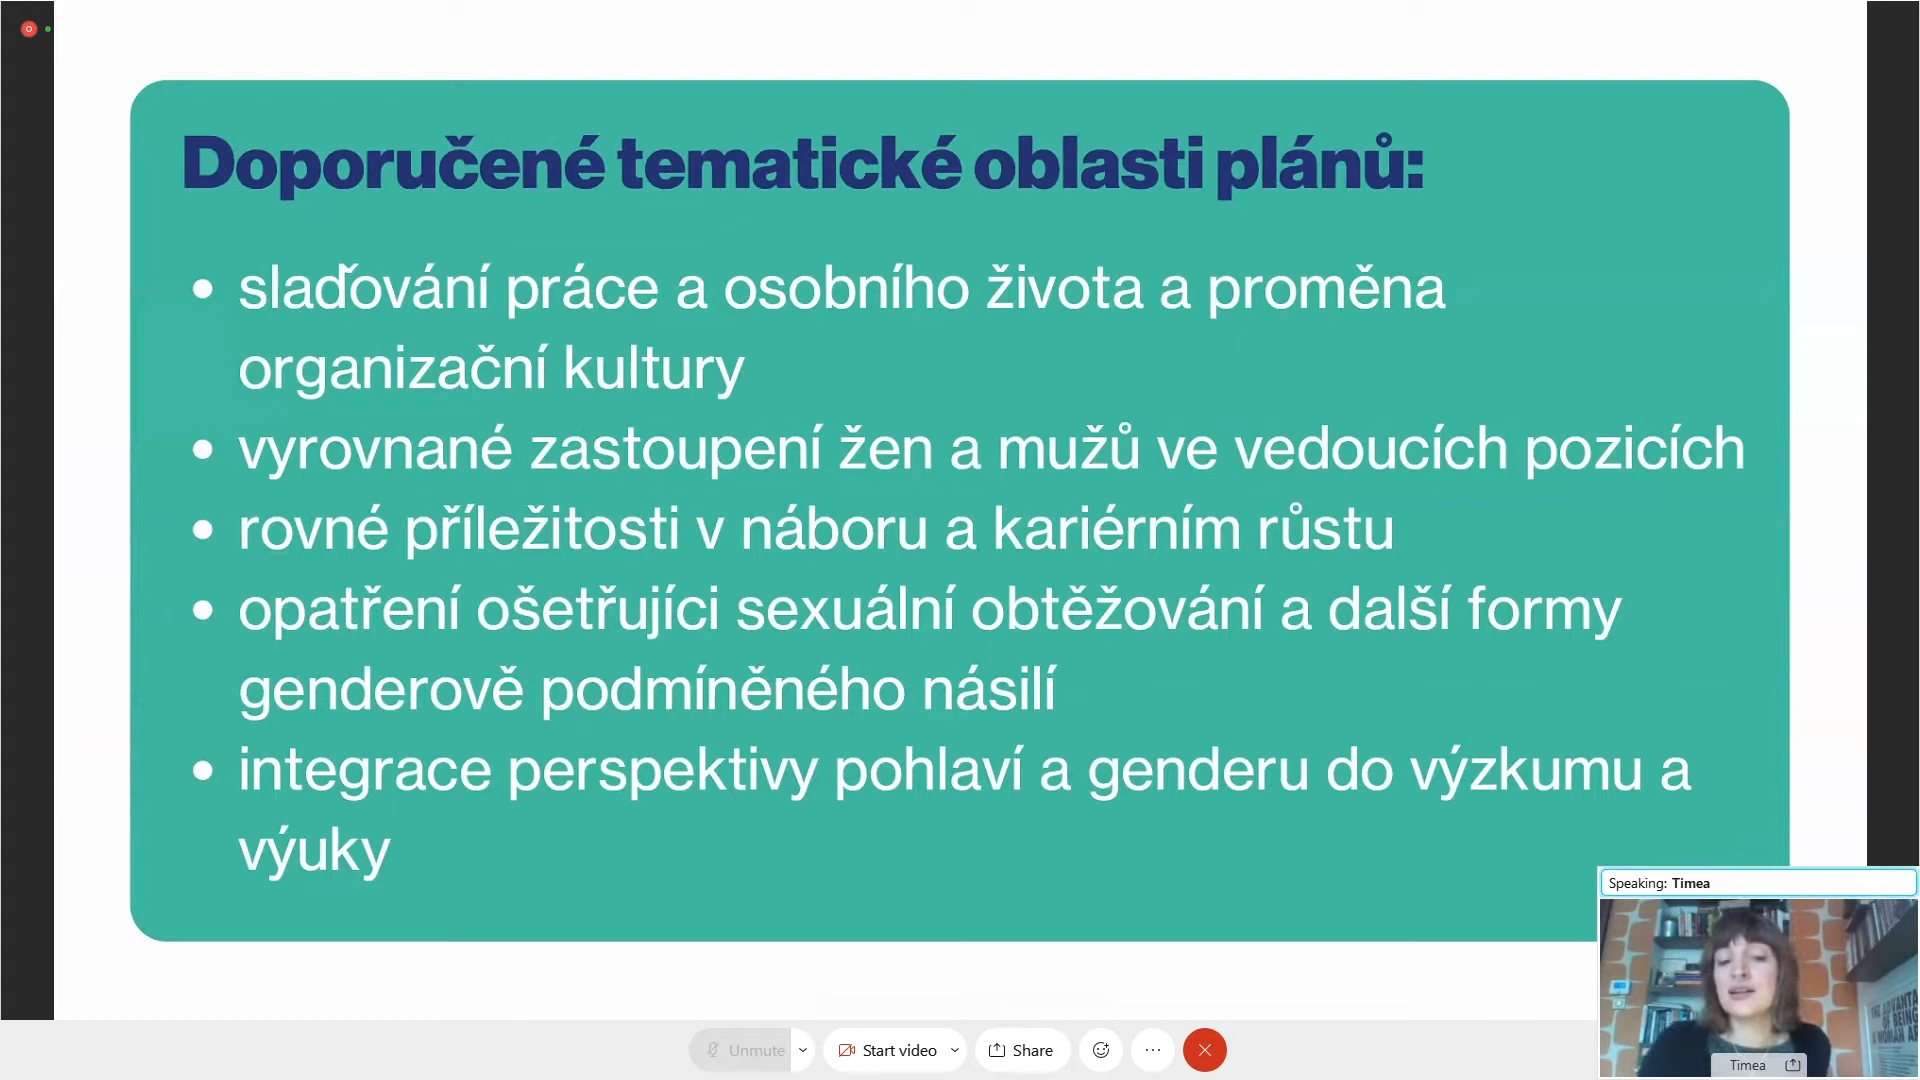 Doporučené tematické oblasti plánů:
• slaďování práce a osobního života a proměna
organizační kultury
• vyrovnané zastoupení žen a mužů ve vedoucích pozicích
• rovné příležitosti v náboru a kariérním růstu
• opatření ošetřujíci sexuální obtěžování a další formy
genderově podmíněného násilí
• integrace perspektivy pohlaví a genderu do výzkumu a
výuky
Speaking: Timea
OF BEING
Timea
Unmute
Start video
Share